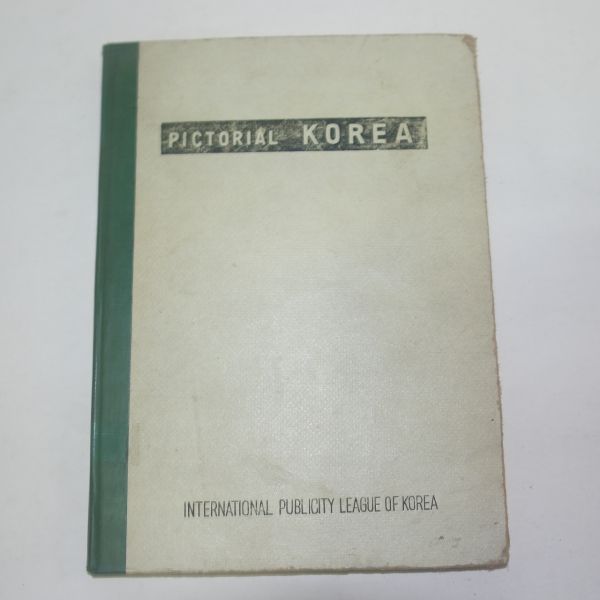 PICTORIAL KOREA
INTERNATIONAL PUBLICITY LEAGUE OF KOREA